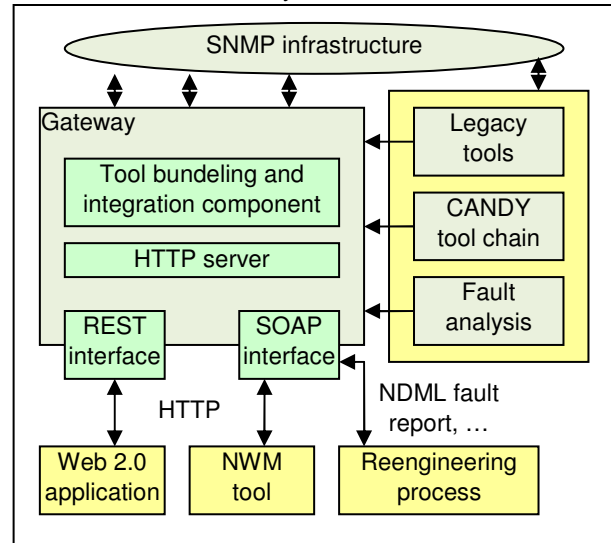 SNMP infrastructure
Gateway
Tool bundeling and
integration component
HTTP server
REST
interface
SOAP
interface
Legacy
tools
CANDY
tool chain
Fault
analysis
HTTP
NDML fault
report, …
Web 2.0
application
NWM
tool
Reengineering
process